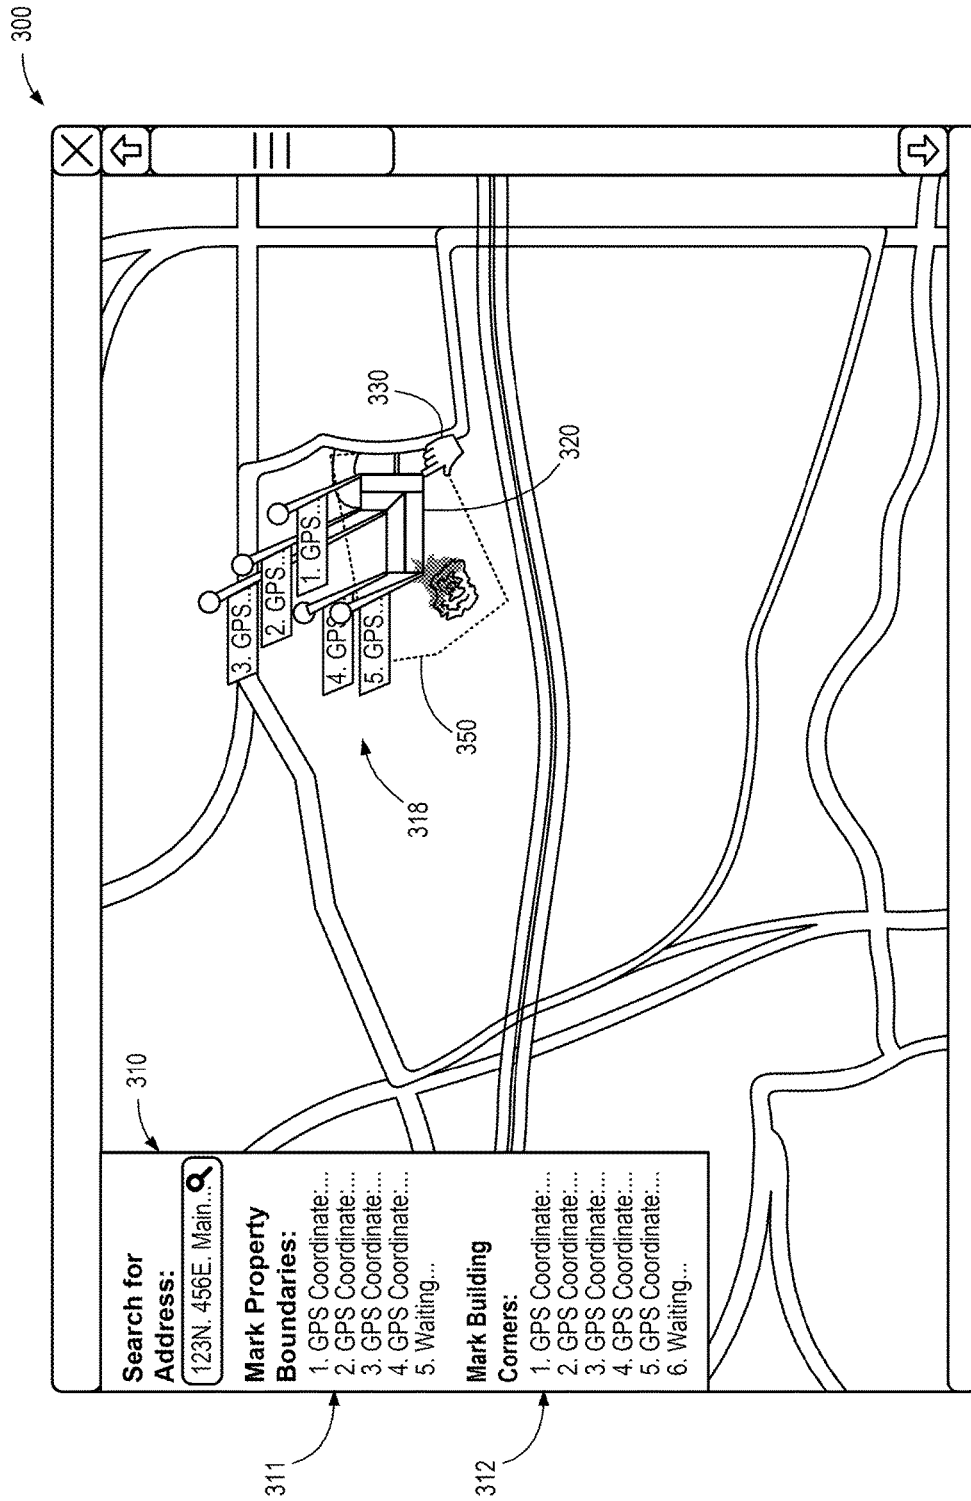 300
310
Search for
Address:
123N. 456E. Main...
Mark Property
Boundaries:
1. GPS Coordinate:...
2. GPS Coordinate:...
3. GPS Coordinate:...
4. GPS Coordinate:...
5. Waiting...
Mark Building
Corners:
1. GPS Coordinate:...
2. GPS Coordinate:...
3. GPS Coordinate:...
4. GPS Coordinate:...
5. GPS Coordinate:...
6. Waiting...
311
312
3. GPS...
2. GPS...
1. GPS...
4. GPS...
5. GPS...
318
350
330
320